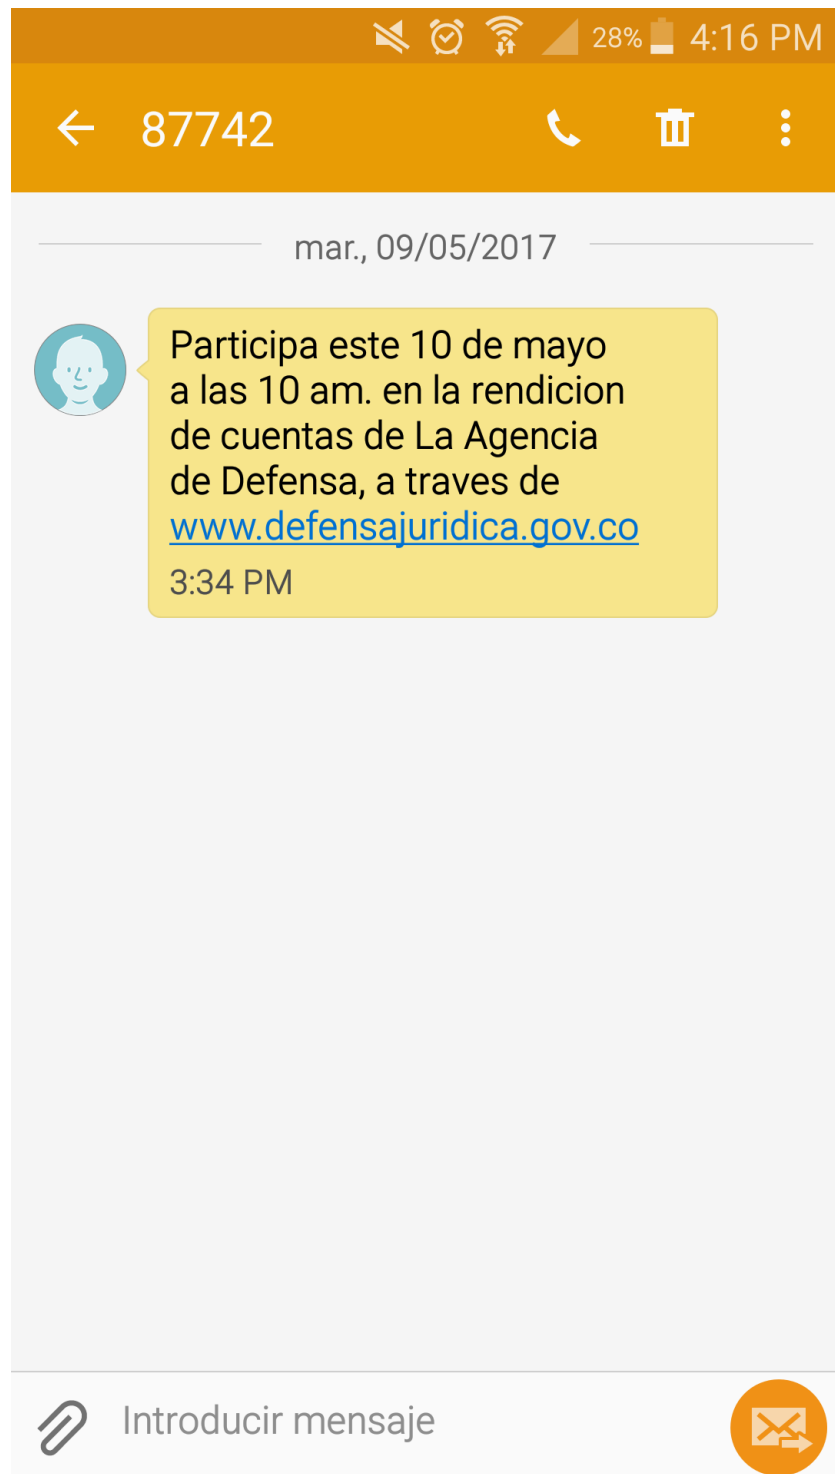 28% 4:16 PM
87742
mar., 09/05/2017
Participa este 10 de mayo
a las 10 am. en la rendicion
de cuentas de La Agencia
de Defensa, a traves de
www.defensajuridica.gov.co
3:34 PM
Introducir mensaje